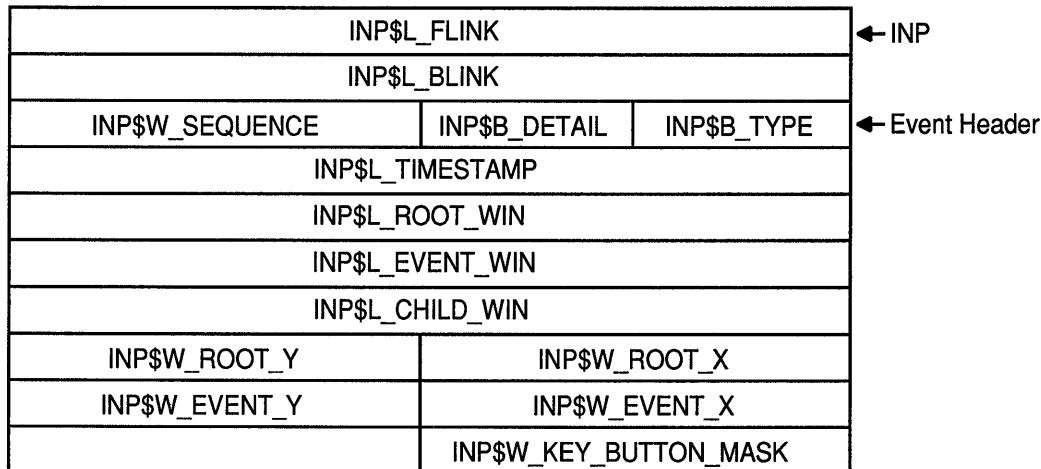 INP$L_FLINK ← INP
INP$L_BLINK
INP$W_SEQUENCE INP$B_DETAIL INP$B_TYPE ← Event Header
INP$L_TIMESTAMP
INP$L_ROOT_WIN
INP$L_EVENT_WIN
INP$L_CHILD_WIN
INP$W_ROOT_Y INP$W_ROOT_X
INP$W_EVENT_Y INP$W_EVENT_X
INP$W_KEY_BUTTON_MASK